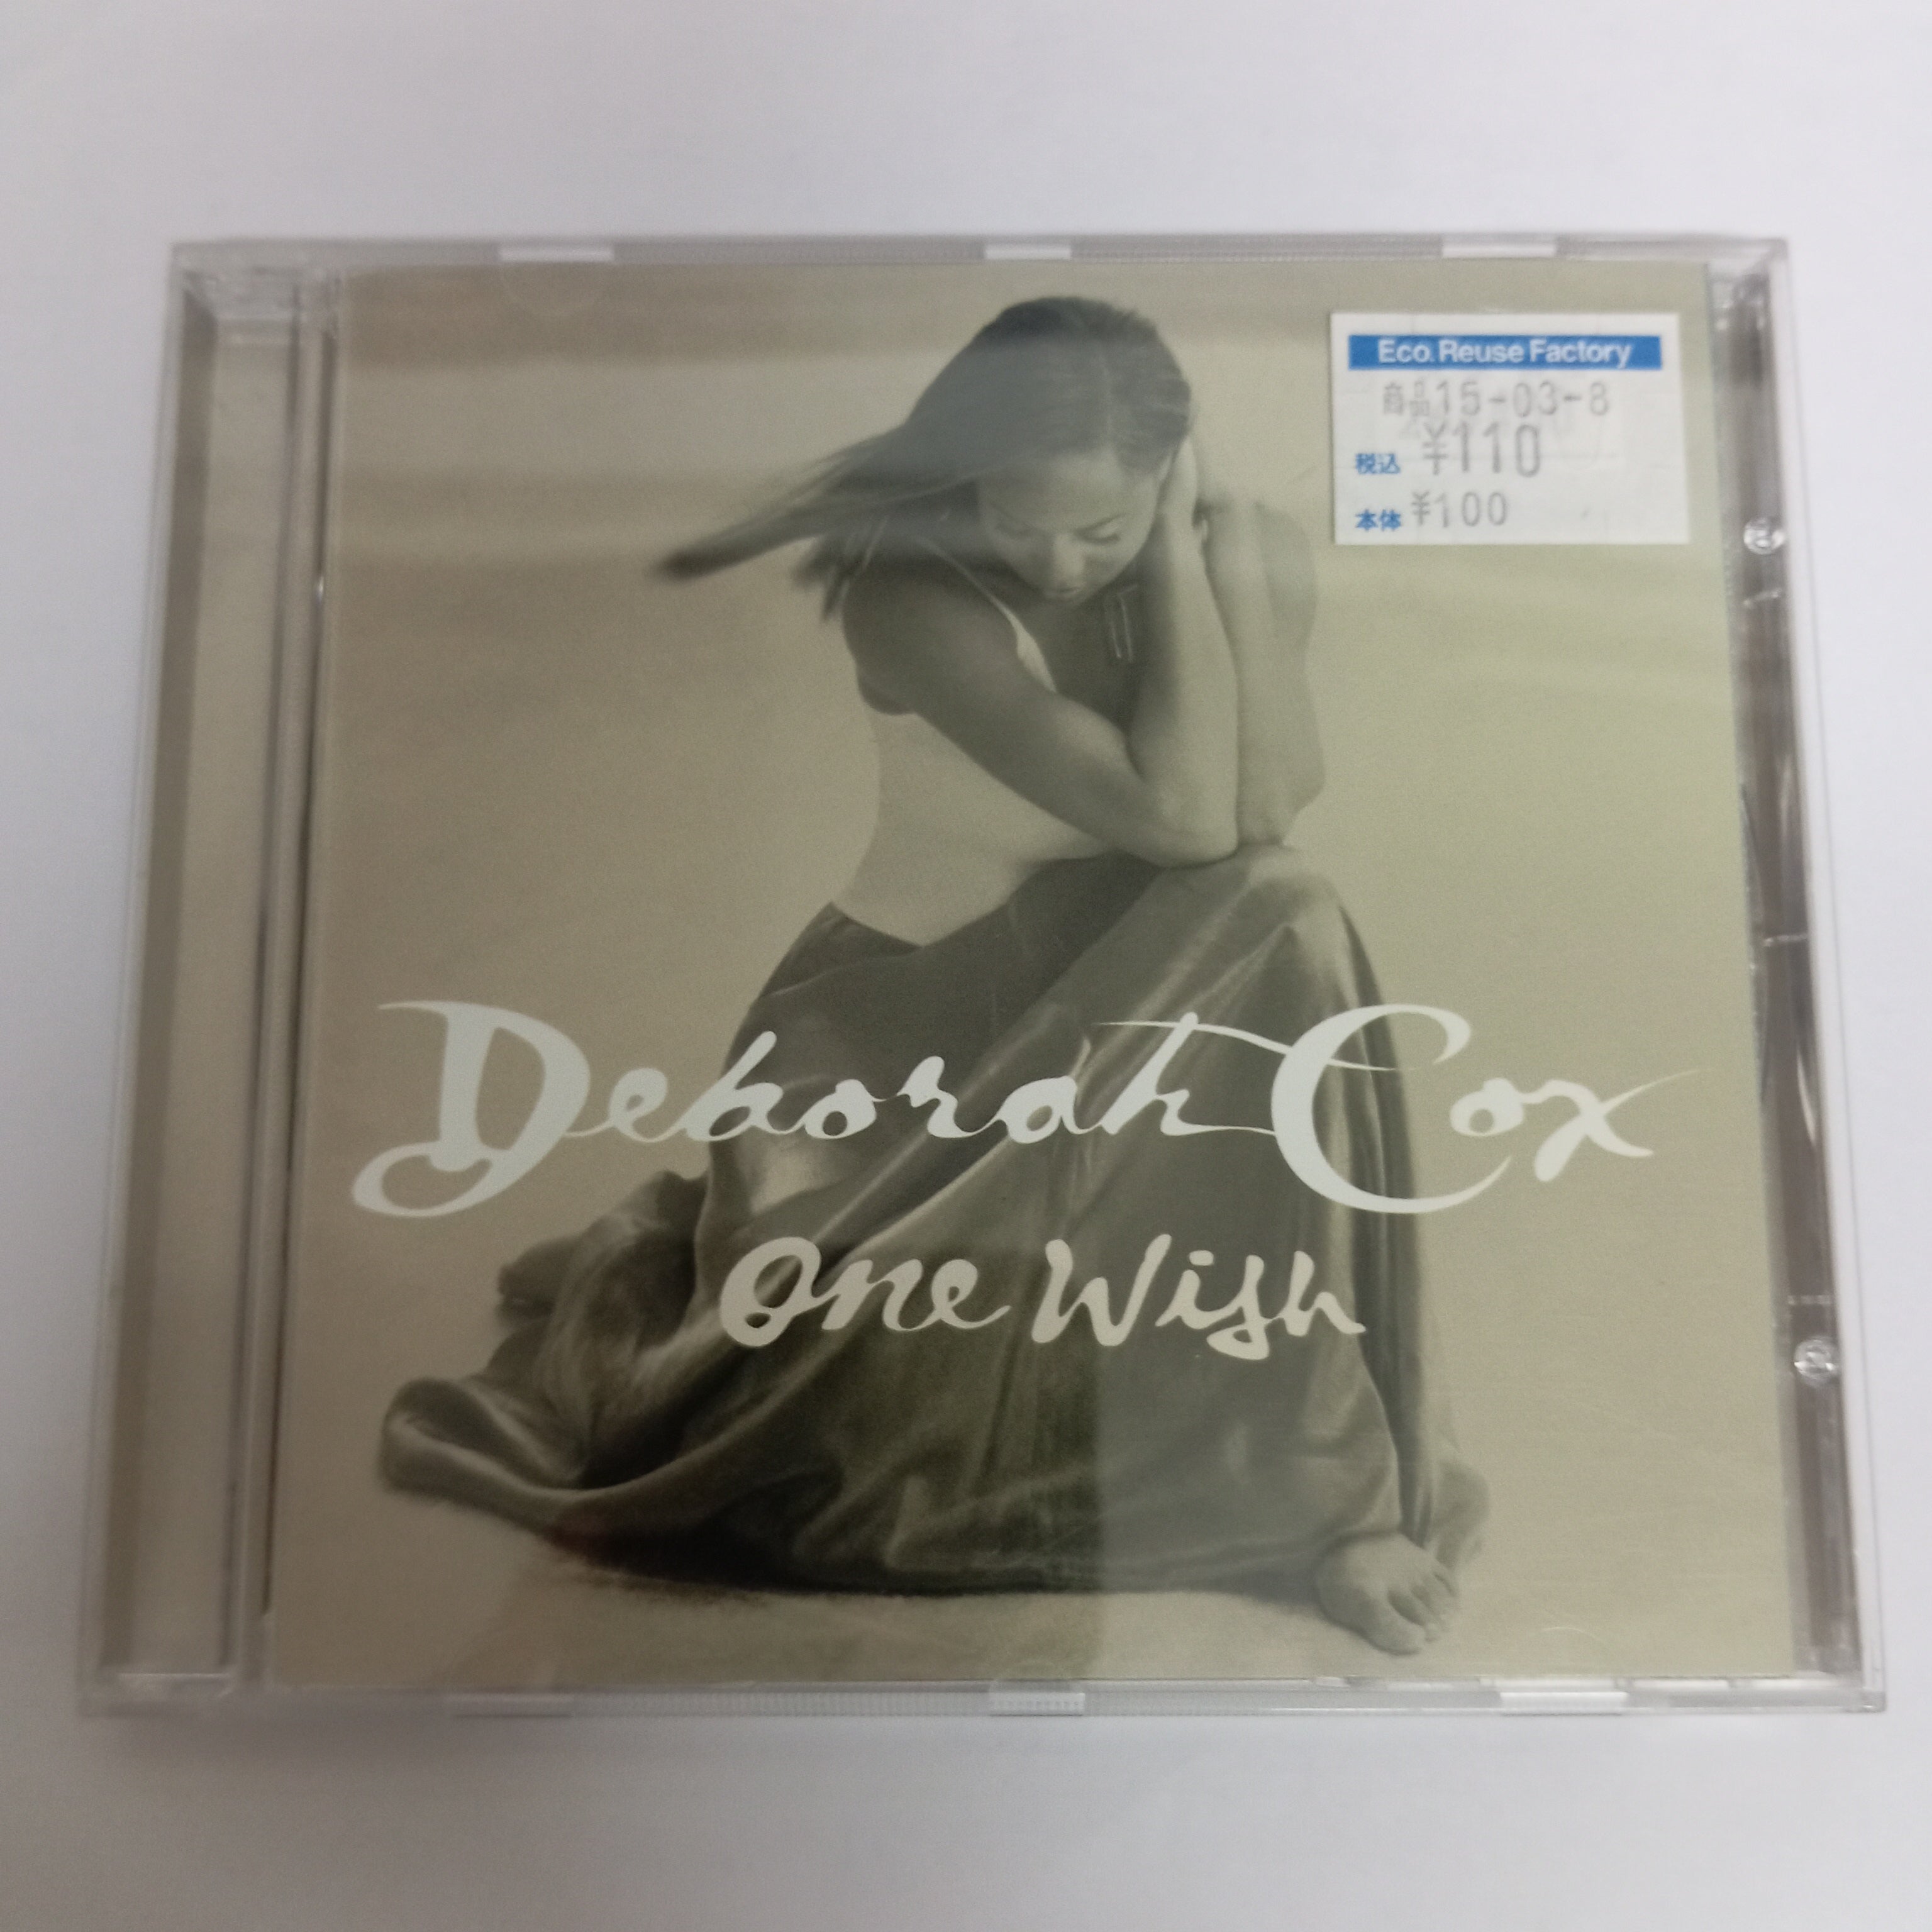 Eco. Reuse Factory
商品15-03-8
税込 ¥110
本体 ¥100
Deborah Cox
One Wish